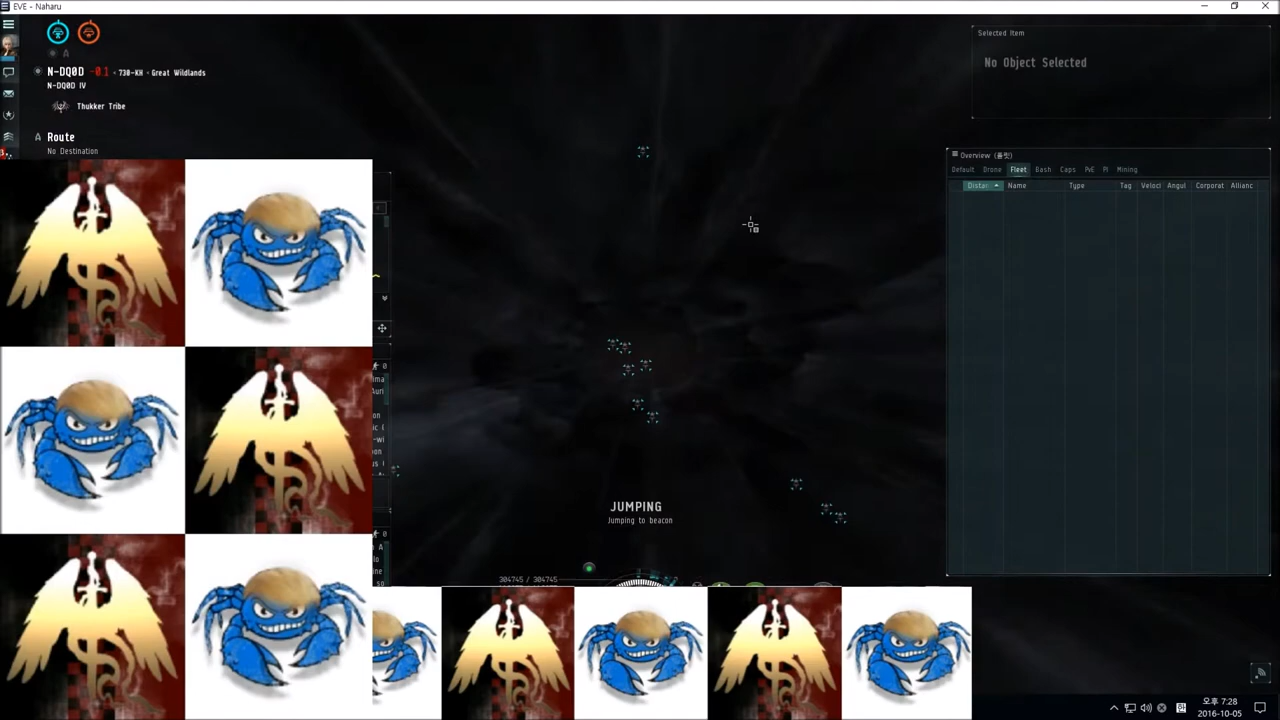 EVE - Naharu
A
N-DQ0D -0.1 < 730-KH < Great Wildlands
N-DQ0D IV
Thukker Tribe
A Route
No Destination
Selected Item
No Object Selected
Overview (플릿)
Default Drone Fleet Bash Caps PvE PI Mining
Distar Name Type Tag Veloci Angul Corporat Allianc
JUMPING
Jumping to beacon
304745 / 304745
오후 7:28
2016-10-05